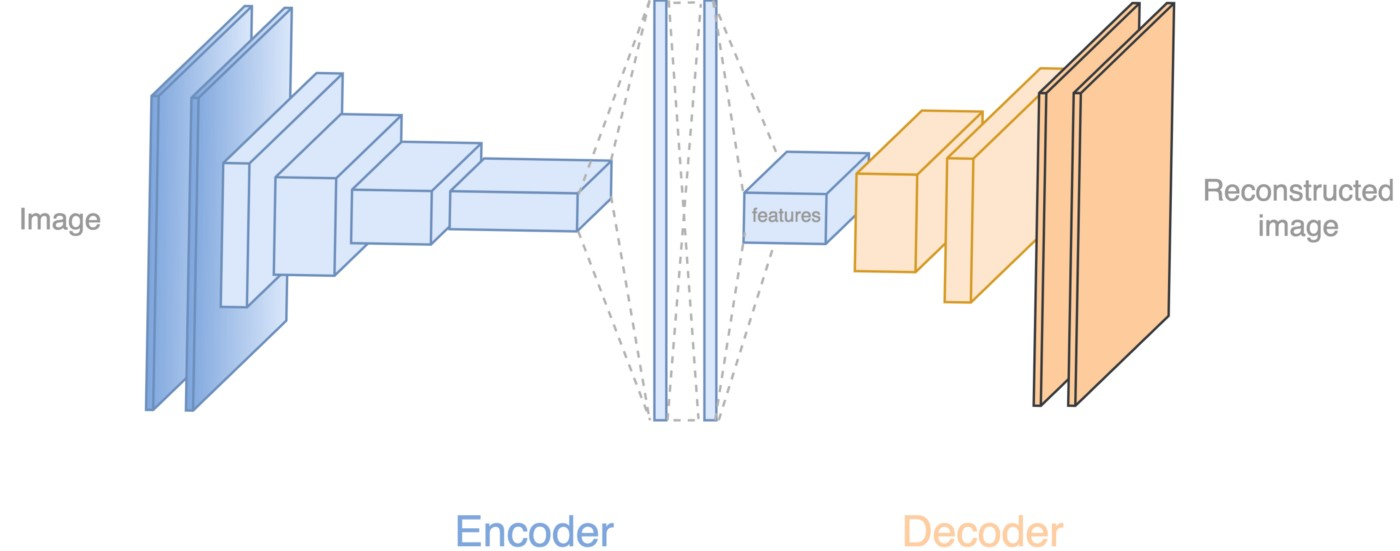 Image
features
Reconstructed
image
Encoder
Decoder